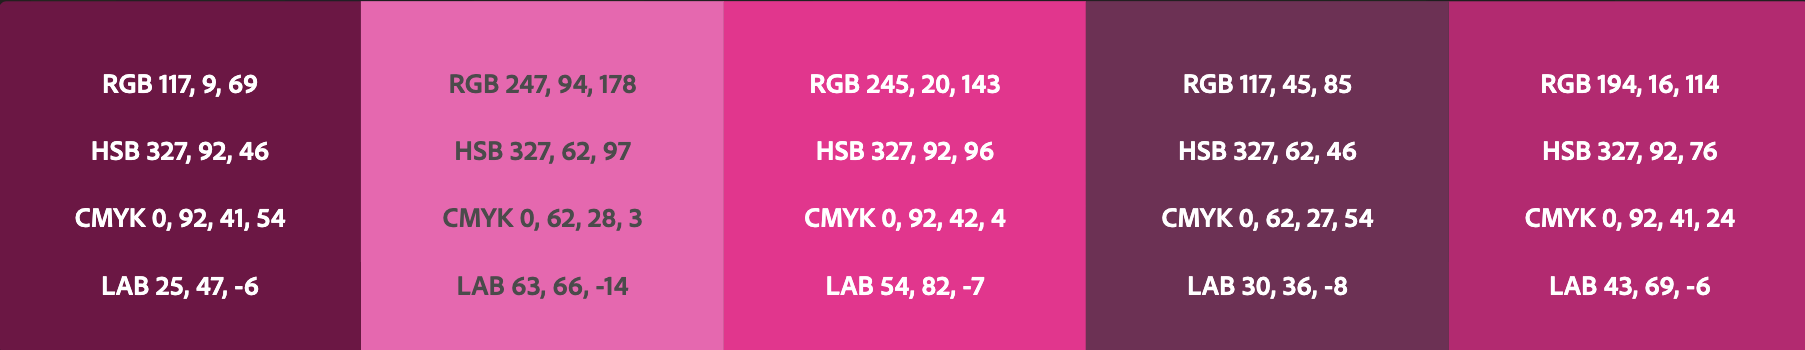 RGB 117, 9, 69
HSB 327, 92, 46
CMYK 0, 92, 41, 54
LAB 25, 47, -6
RGB 247, 94, 178
HSB 327, 62, 97
CMYK 0, 62, 28, 3
LAB 63, 66, -14
RGB 245, 20, 143
HSB 327, 92, 96
CMYK 0, 92, 42, 4
LAB 54, 82, -7
RGB 117, 45, 85
HSB 327, 62, 46
CMYK 0, 62, 27, 54
LAB 30, 36, -8
RGB 194, 16, 114
HSB 327, 92, 76
CMYK 0, 92, 41, 24
LAB 43, 69, -6